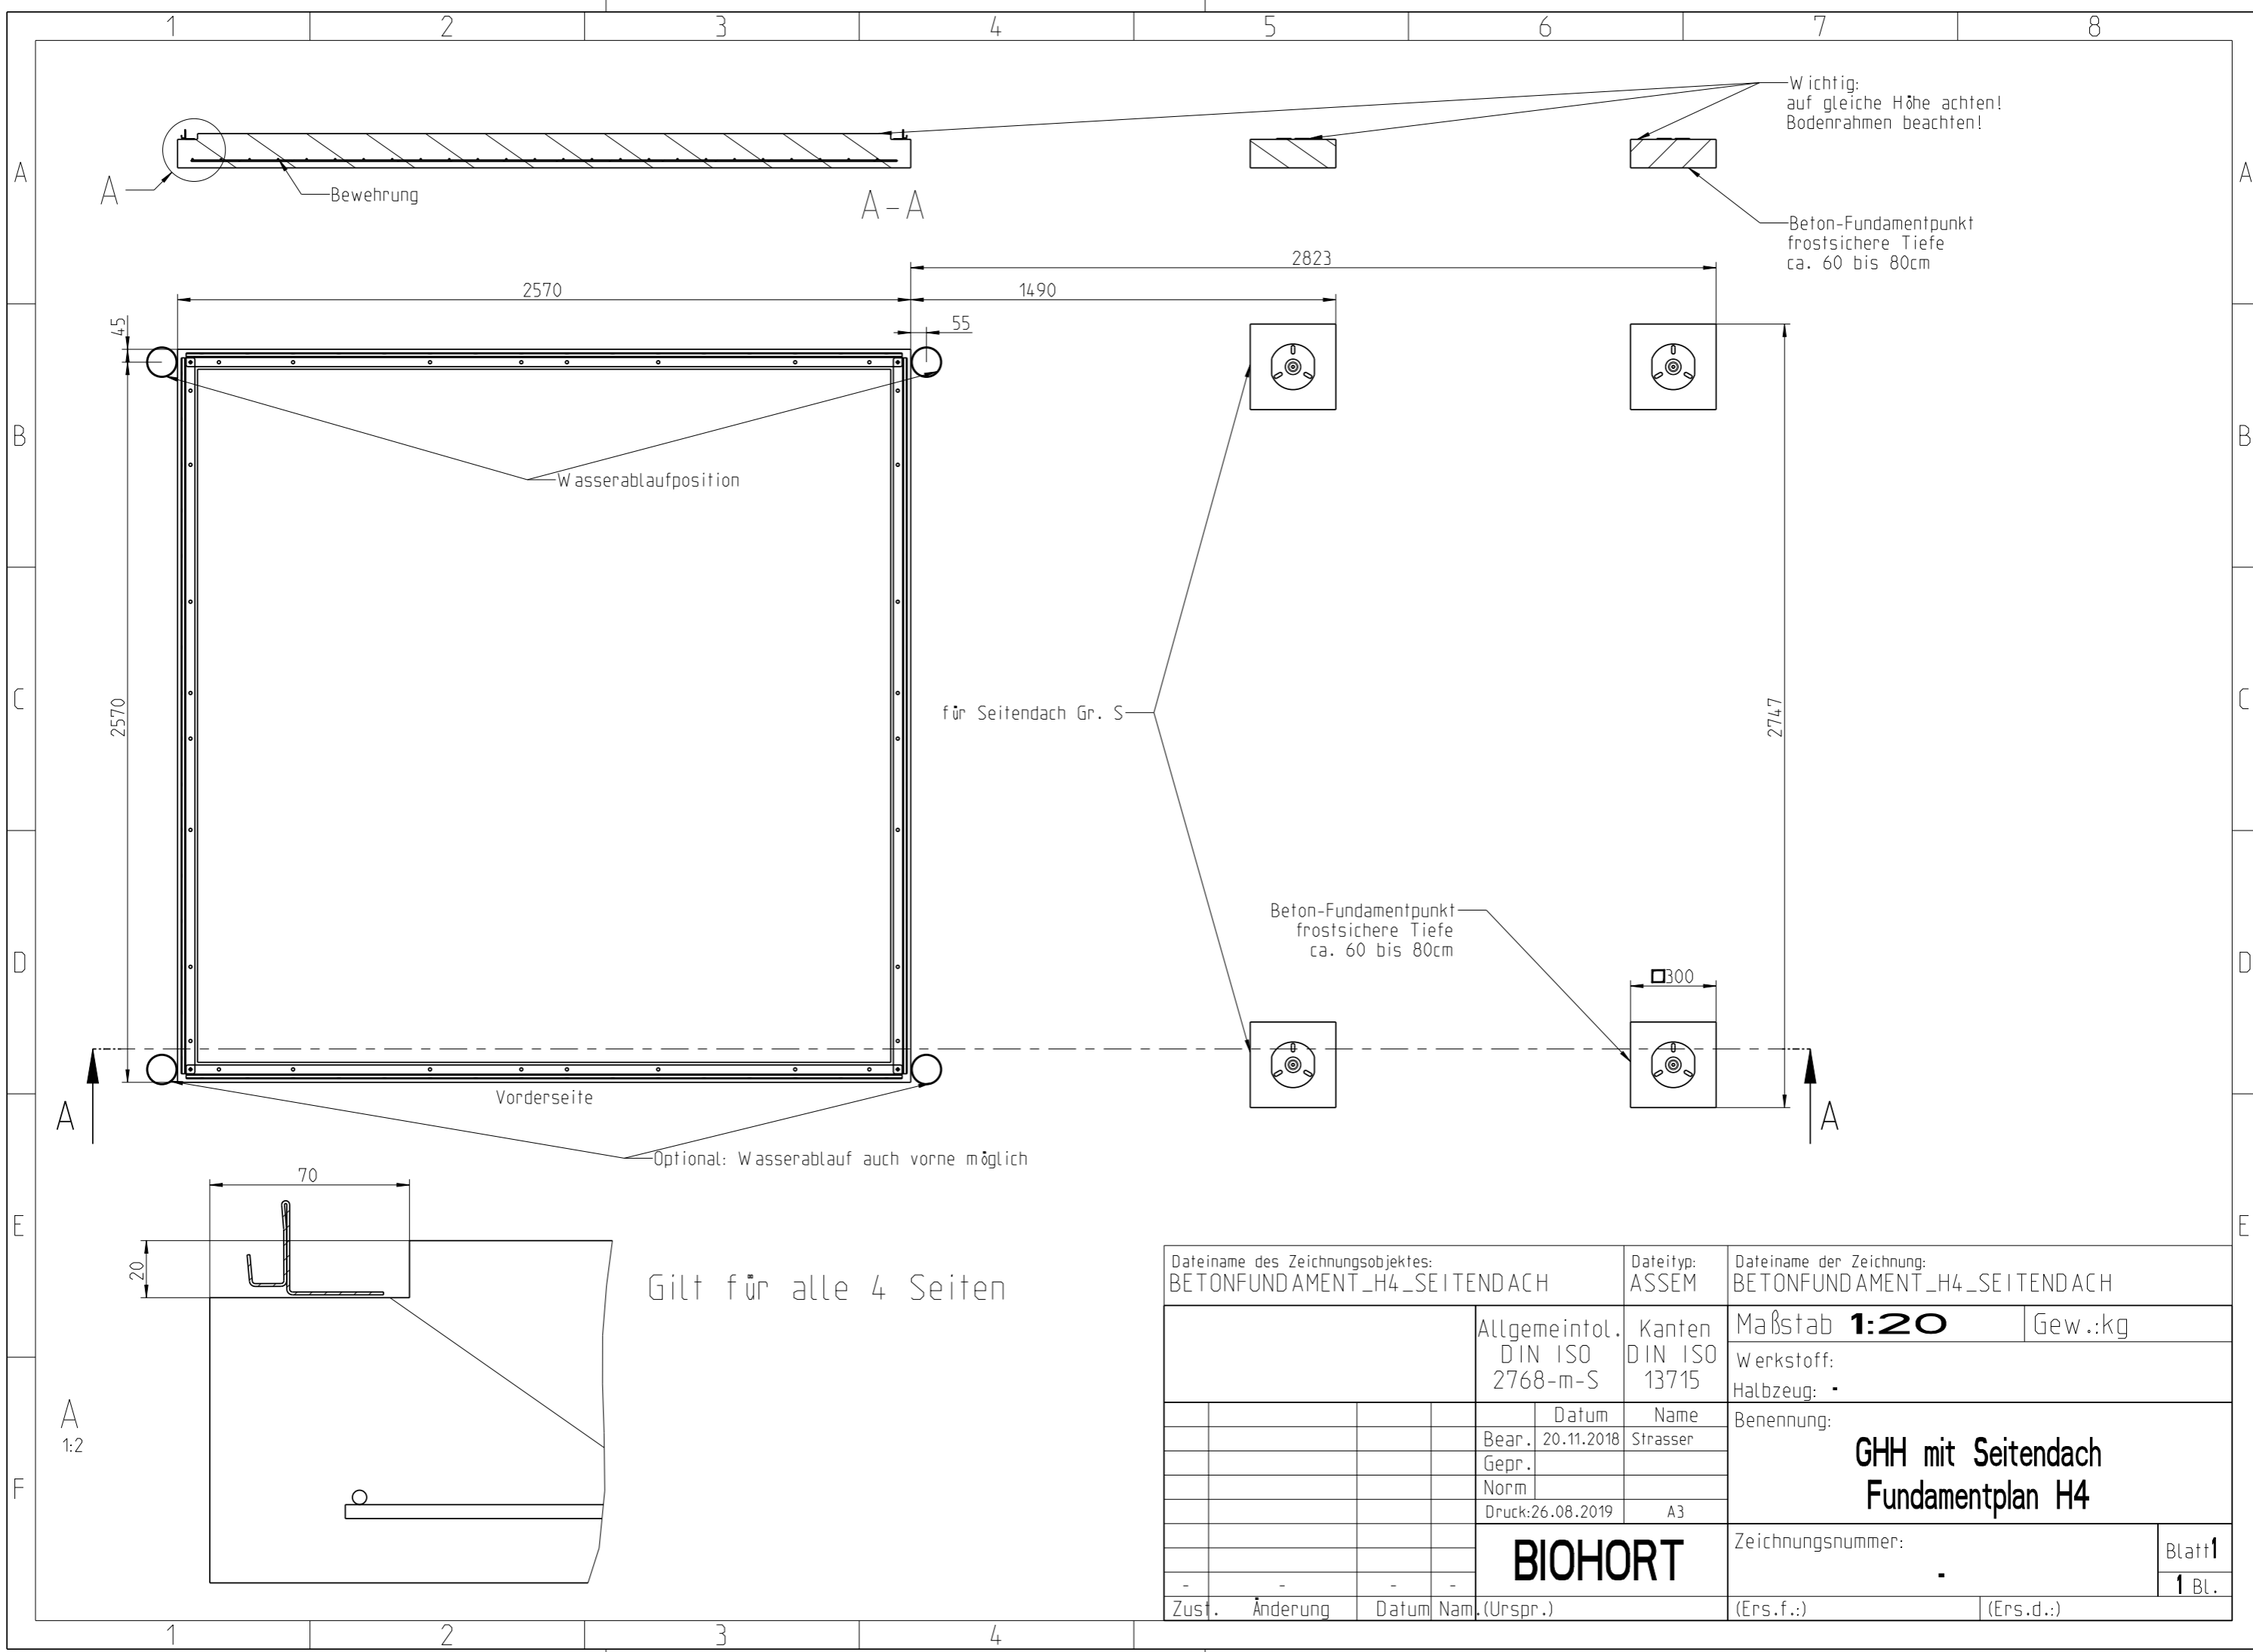 1 2 3 4 5 6 7 8
Wichtig:
auf gleiche Höhe achten!
Bodenrahmen beachten!
A
A
A
Bewehrung
A-A
Beton-Fundamentpunkt
frostsichere Tiefe
ca. 60 bis 80cm
2823
2570
1490
45
55
B
B
Wasserablaufposition
C
C
2570
für Seitendach Gr. S
2747
Beton-Fundamentpunkt
frostsichere Tiefe
ca. 60 bis 80cm
D
D
□300
Vorderseite
A
A
Optional: Wasserablauf auch vorne möglich
70
E
E
20
Gilt für alle 4 Seiten
A
1:2
F
Dateiname des Zeichnungsobjektes:
BETONFUNDAMENT_H4_SEITENDACH
Dateityp:
ASSEM
Dateiname der Zeichnung:
BETONFUNDAMENT_H4_SEITENDACH
Allgemeintol.
DIN ISO
2768-m-S
Kanten
DIN ISO
13715
Maßstab 1:20
Gew.:kg
Werkstoff:
Halbzeug: -
Datum Name
Bear. 20.11.2018 Strasser
Gepr.
Norm
Druck:26.08.2019 A3
Benennung:
GHH mit Seitendach
Fundamentplan H4
BIOHORT
Zeichnungsnummer:
-
Blatt1
1 Bl.
- - - -
Zust. Änderung Datum Nam.(Urspr.)
(Ers.f.:) (Ers.d.:)
1 2 3 4